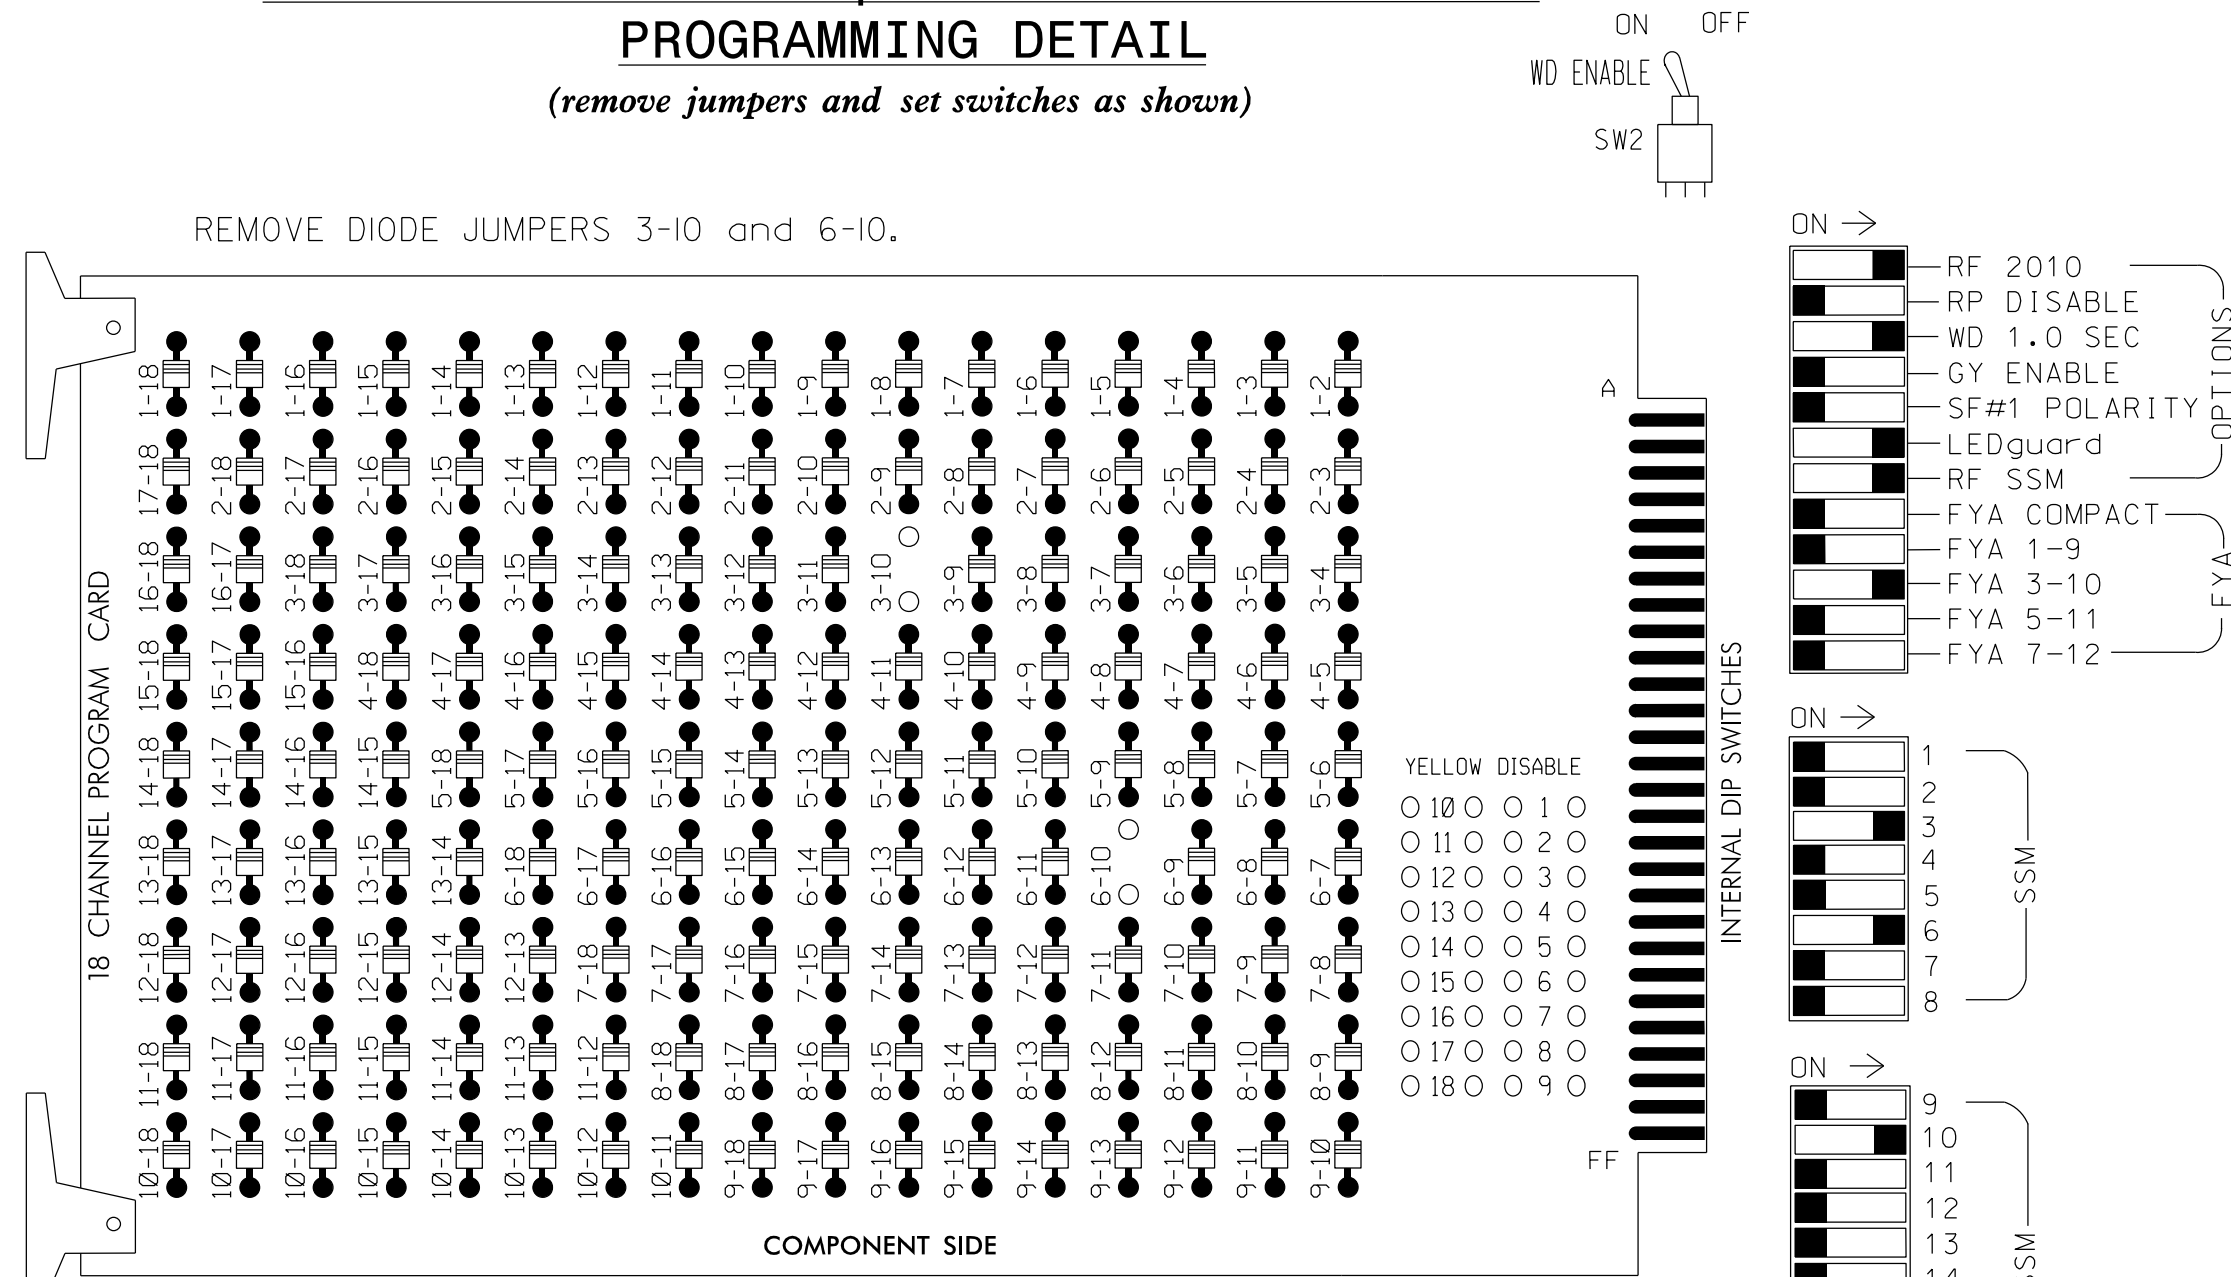 PROGRAMMING DETAIL
(remove jumpers and set switches as shown)
ON OFF
WD ENABLE
SW2
REMOVE DIODE JUMPERS 3-10 and 6-10.
18 CHANNEL PROGRAM CARD
1-18 1-17 1-16 1-15 1-14 1-13 1-12 1-11 1-10 1-9 1-8 1-7 1-6 1-5 1-4 1-3 1-2
17-18 2-18 2-17 2-16 2-15 2-14 2-13 2-12 2-11 2-10 2-9 2-8 2-7 2-6 2-5 2-4 2-3
16-18 16-17 3-18 3-17 3-16 3-15 3-14 3-13 3-12 3-11 3-10 3-9 3-8 3-7 3-6 3-5 3-4
15-18 15-17 15-16 4-18 4-17 4-16 4-15 4-14 4-13 4-12 4-11 4-10 4-9 4-8 4-7 4-6 4-5
14-18 14-17 14-16 14-15 5-18 5-17 5-16 5-15 5-14 5-13 5-12 5-11 5-10 5-9 5-8 5-7 5-6
13-18 13-17 13-16 13-15 13-14 6-18 6-17 6-16 6-15 6-14 6-13 6-12 6-11 6-10 6-9 6-8 6-7
12-18 12-17 12-16 12-15 12-14 12-13 7-18 7-17 7-16 7-15 7-14 7-13 7-12 7-11 7-10 7-9 7-8
11-18 11-17 11-16 11-15 11-14 11-13 11-12 8-18 8-17 8-16 8-15 8-14 8-13 8-12 8-11 8-10 8-9
10-18 10-17 10-16 10-15 10-14 10-13 10-12 10-11 9-18 9-17 9-16 9-15 9-14 9-13 9-12 9-11 9-10
COMPONENT SIDE
A
YELLOW DISABLE
10 1
11 2
12 3
13 4
14 5
15 6
16 7
17 8
18 9
FF
INTERNAL DIP SWITCHES
ON →
RF 2010
RP DISABLE
WD 1.0 SEC
GY ENABLE
SF#1 POLARITY
LEDguard
RF SSM
FYA COMPACT
FYA 1-9
FYA 3-10
FYA 5-11
FYA 7-12
OPTIONS
FYA
ON →
1
2
3
4
5
6
7
8
SSM
ON →
9
10
11
12
13
14